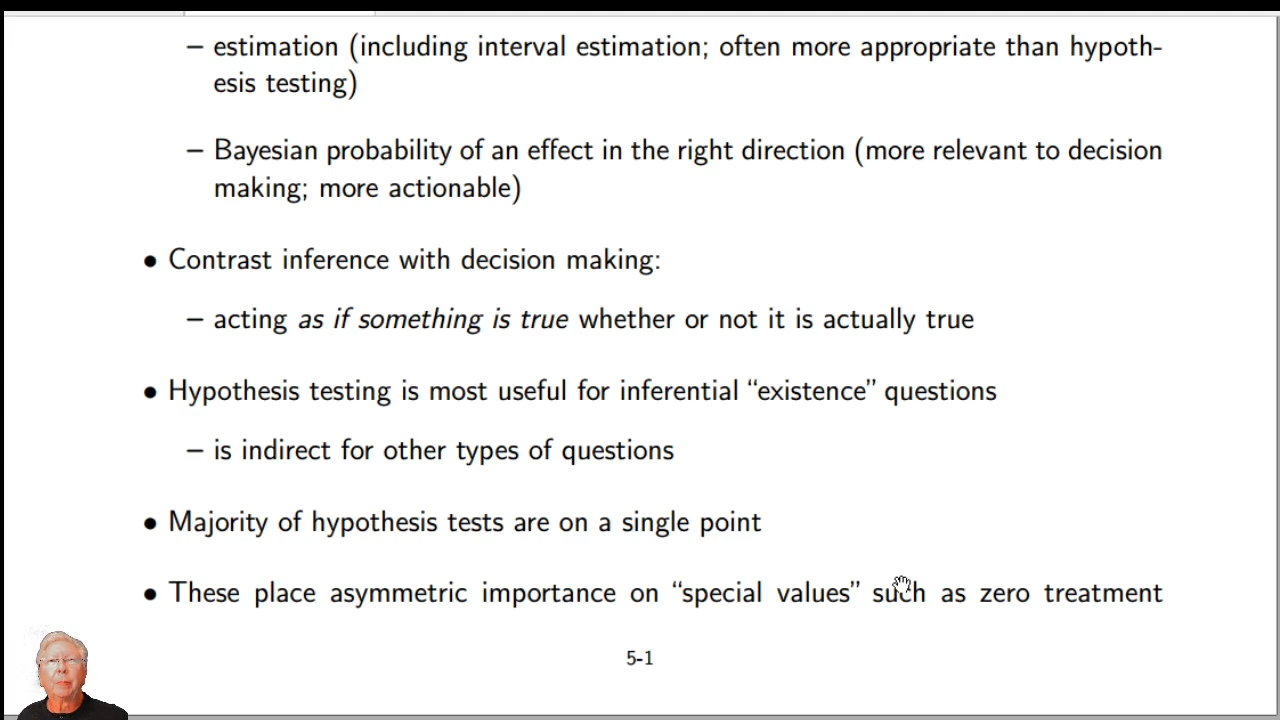 – estimation (including interval estimation; often more appropriate than hypoth-
esis testing)
– Bayesian probability of an effect in the right direction (more relevant to decision
making; more actionable)
• Contrast inference with decision making:
– acting as if something is true whether or not it is actually true
• Hypothesis testing is most useful for inferential “existence” questions
– is indirect for other types of questions
• Majority of hypothesis tests are on a single point
• These place asymmetric importance on “special values” such as zero treatment
5-1